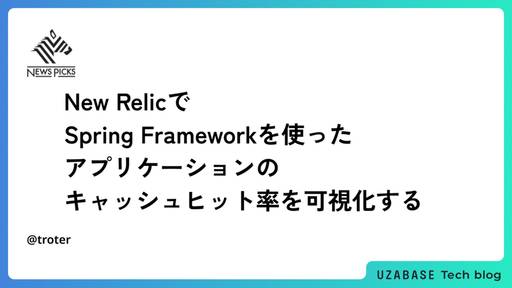 NEWS PICKS
New Relicで
Spring Frameworkを使った
アプリケーションの
キャッシュヒット率を可視化する
@troter
UZABASE Tech blog